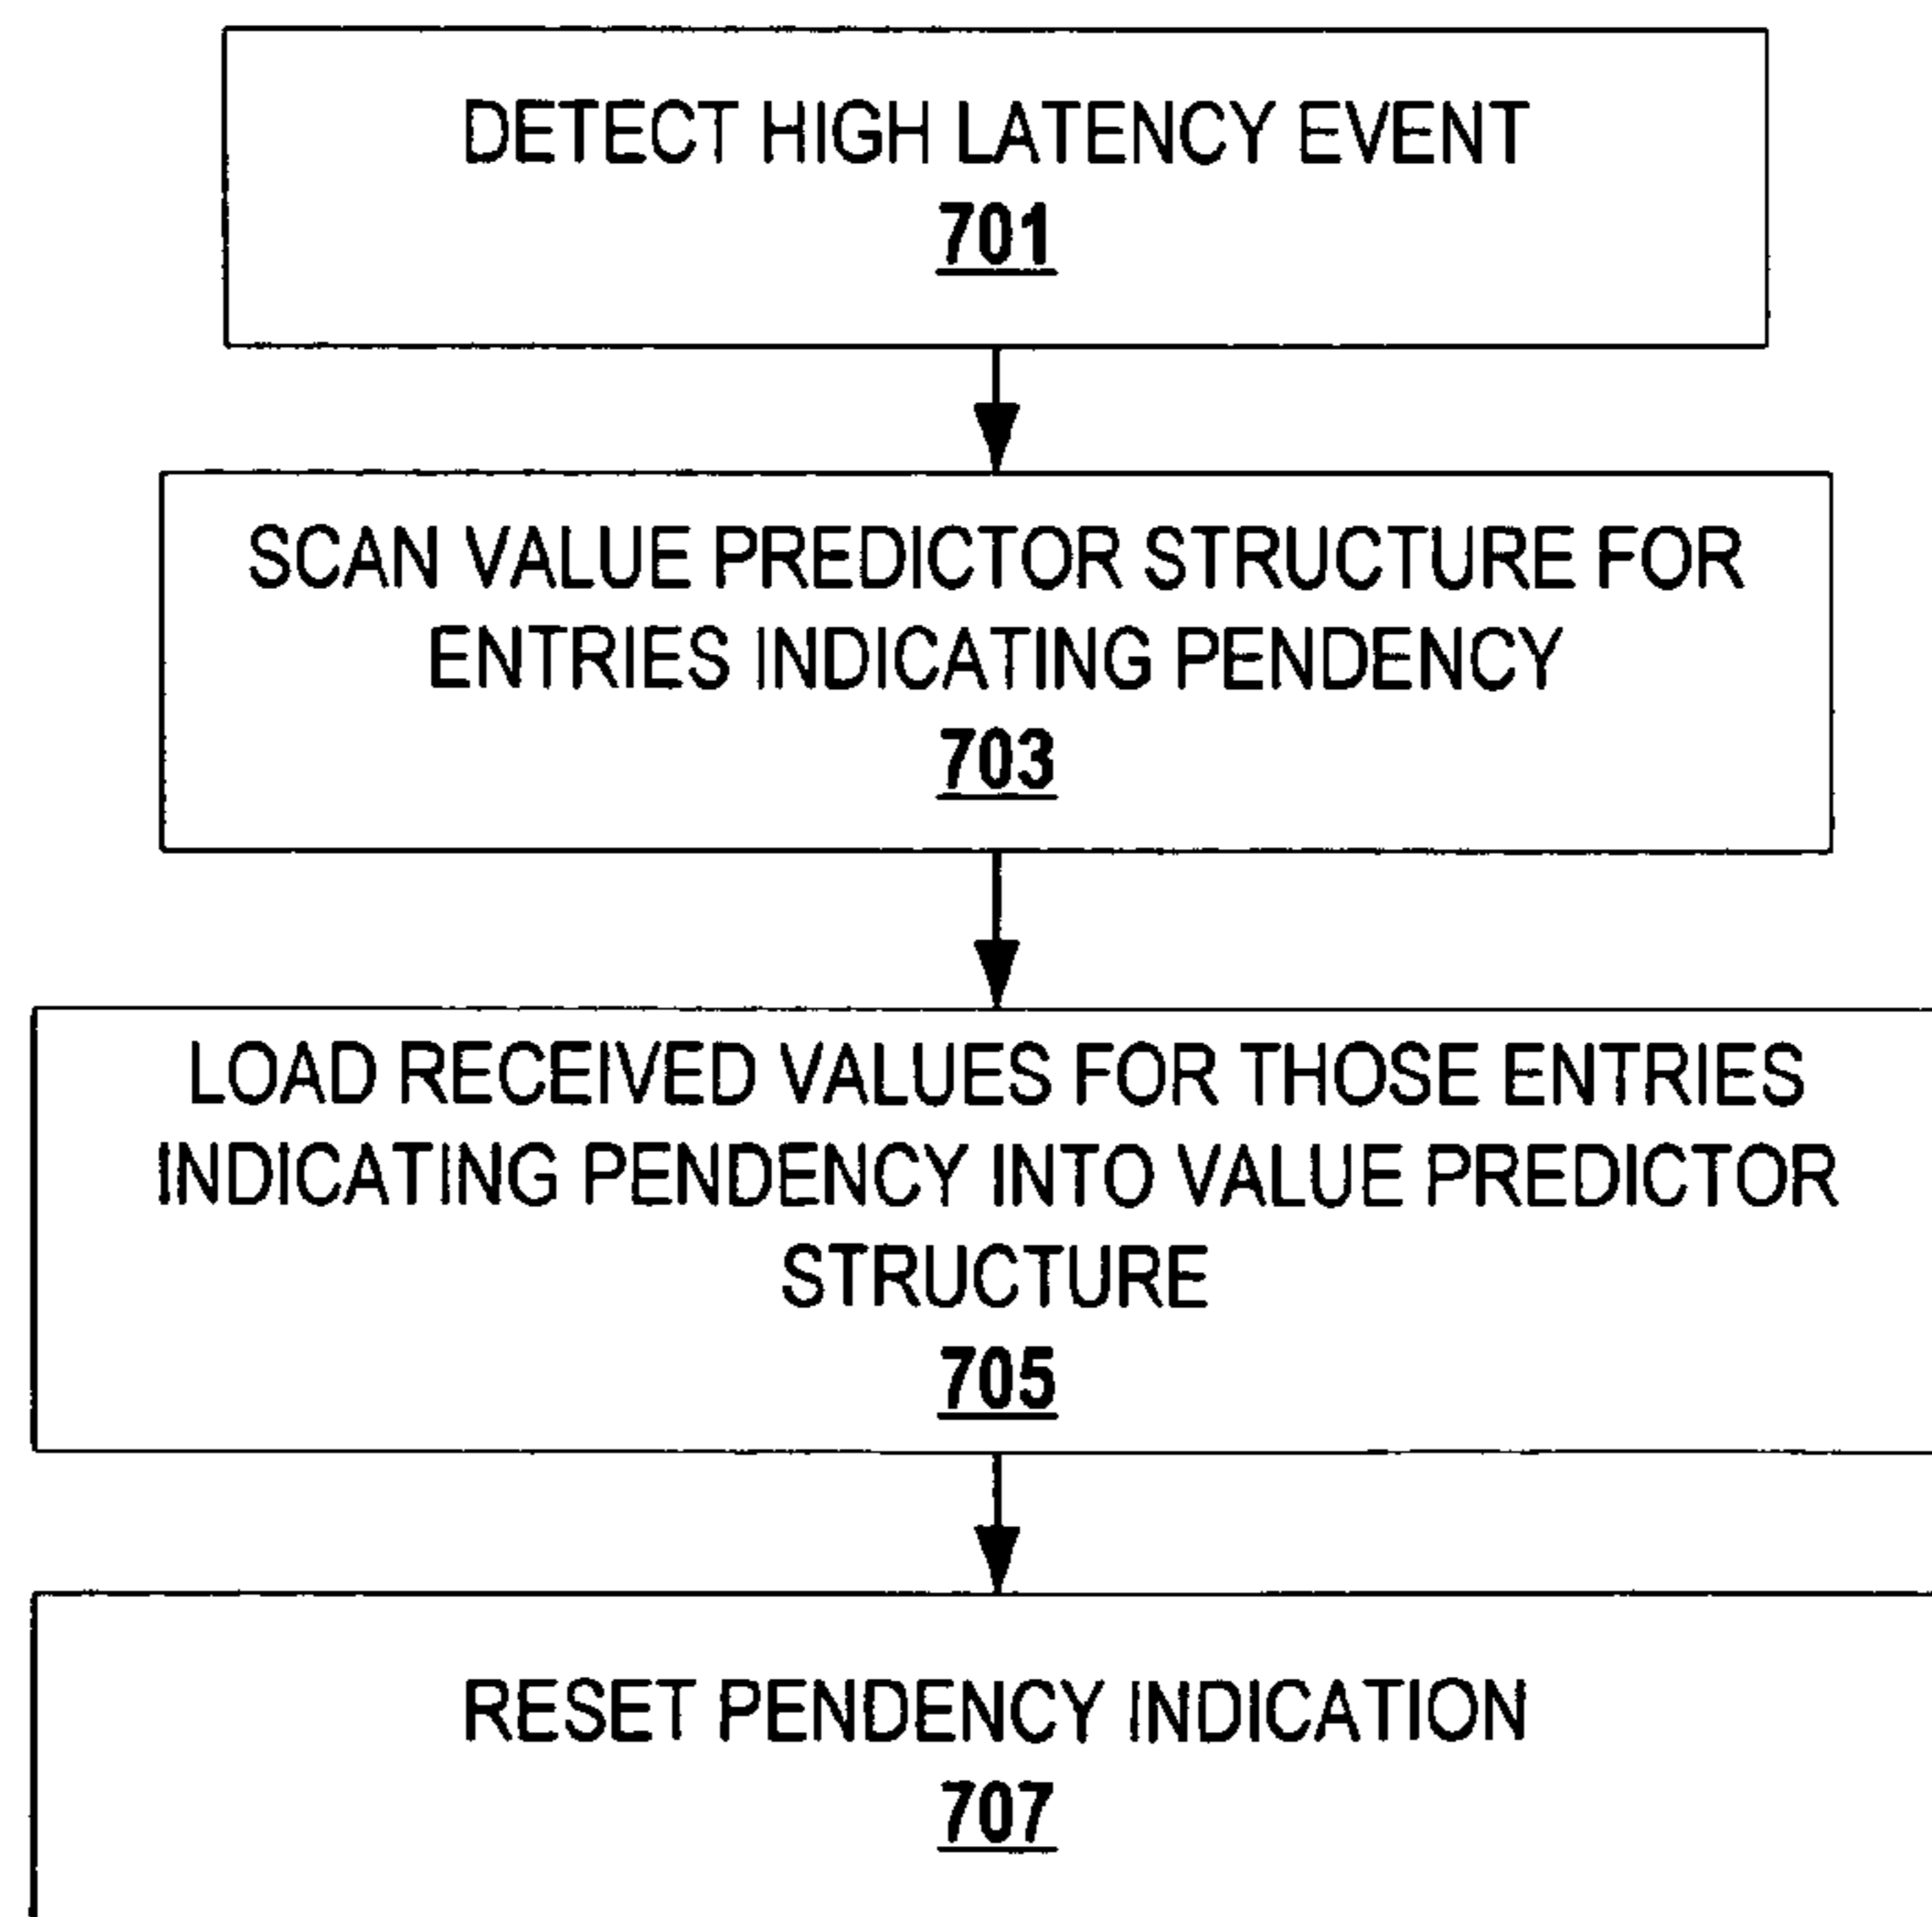 DETECT HIGH LATENCY EVENT
701
SCAN VALUE PREDICTOR STRUCTURE FOR
ENTRIES INDICATING PENDENCY
703
LOAD RECEIVED VALUES FOR THOSE ENTRIES
INDICATING PENDENCY INTO VALUE PREDICTOR
STRUCTURE
705
RESET PENDENCY INDICATION
707